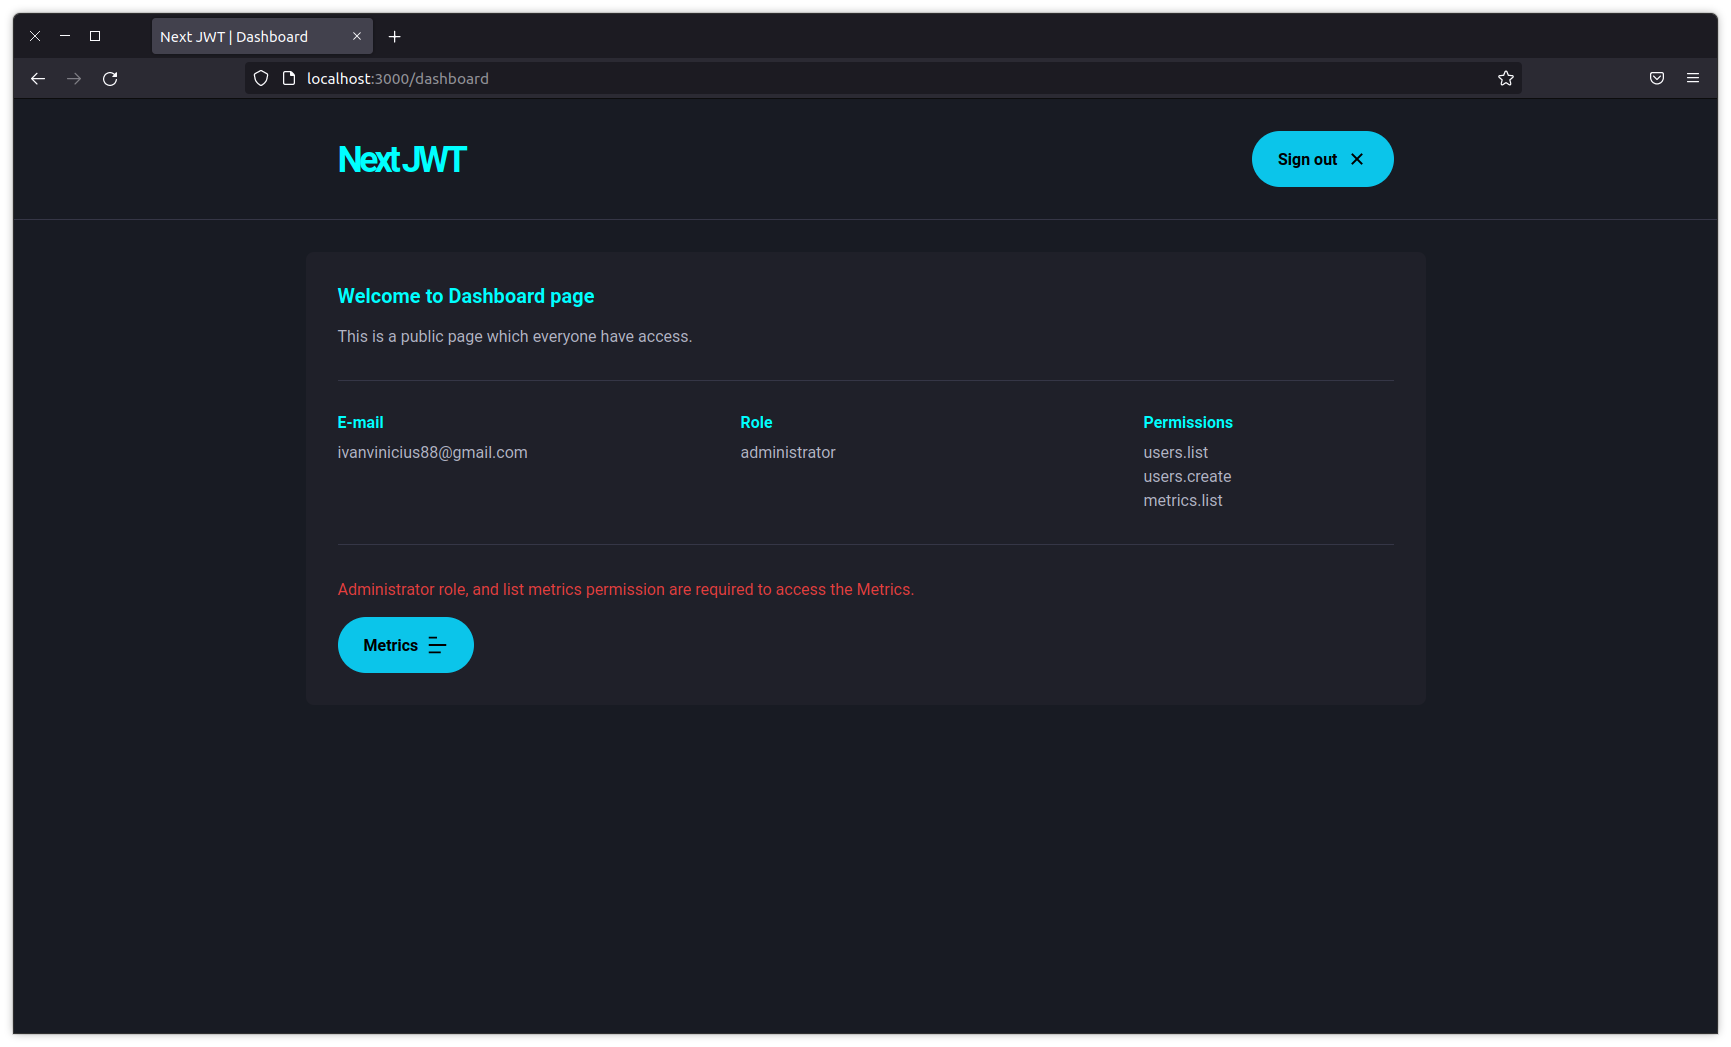 Next JWT | Dashboard
localhost:3000/dashboard
Next JWT
Sign out
Welcome to Dashboard page
This is a public page which everyone have access.
E-mail
ivanvinicius88@gmail.com
Role
administrator
Permissions
users.list
users.create
metrics.list
Administrator role, and list metrics permission are required to access the Metrics.
Metrics